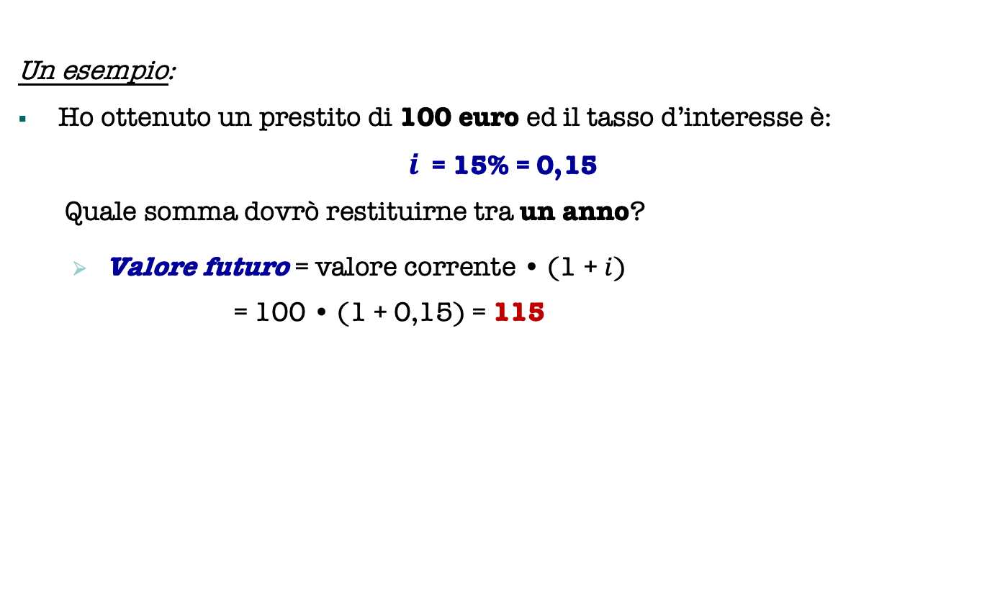 Un esempio:
▪ Ho ottenuto un prestito di 100 euro ed il tasso d’interesse è:
i = 15% = 0,15
Quale somma dovrò restituirne tra un anno?
➢ Valore futuro = valore corrente • (1 + i)
= 100 • (1 + 0,15) = 115